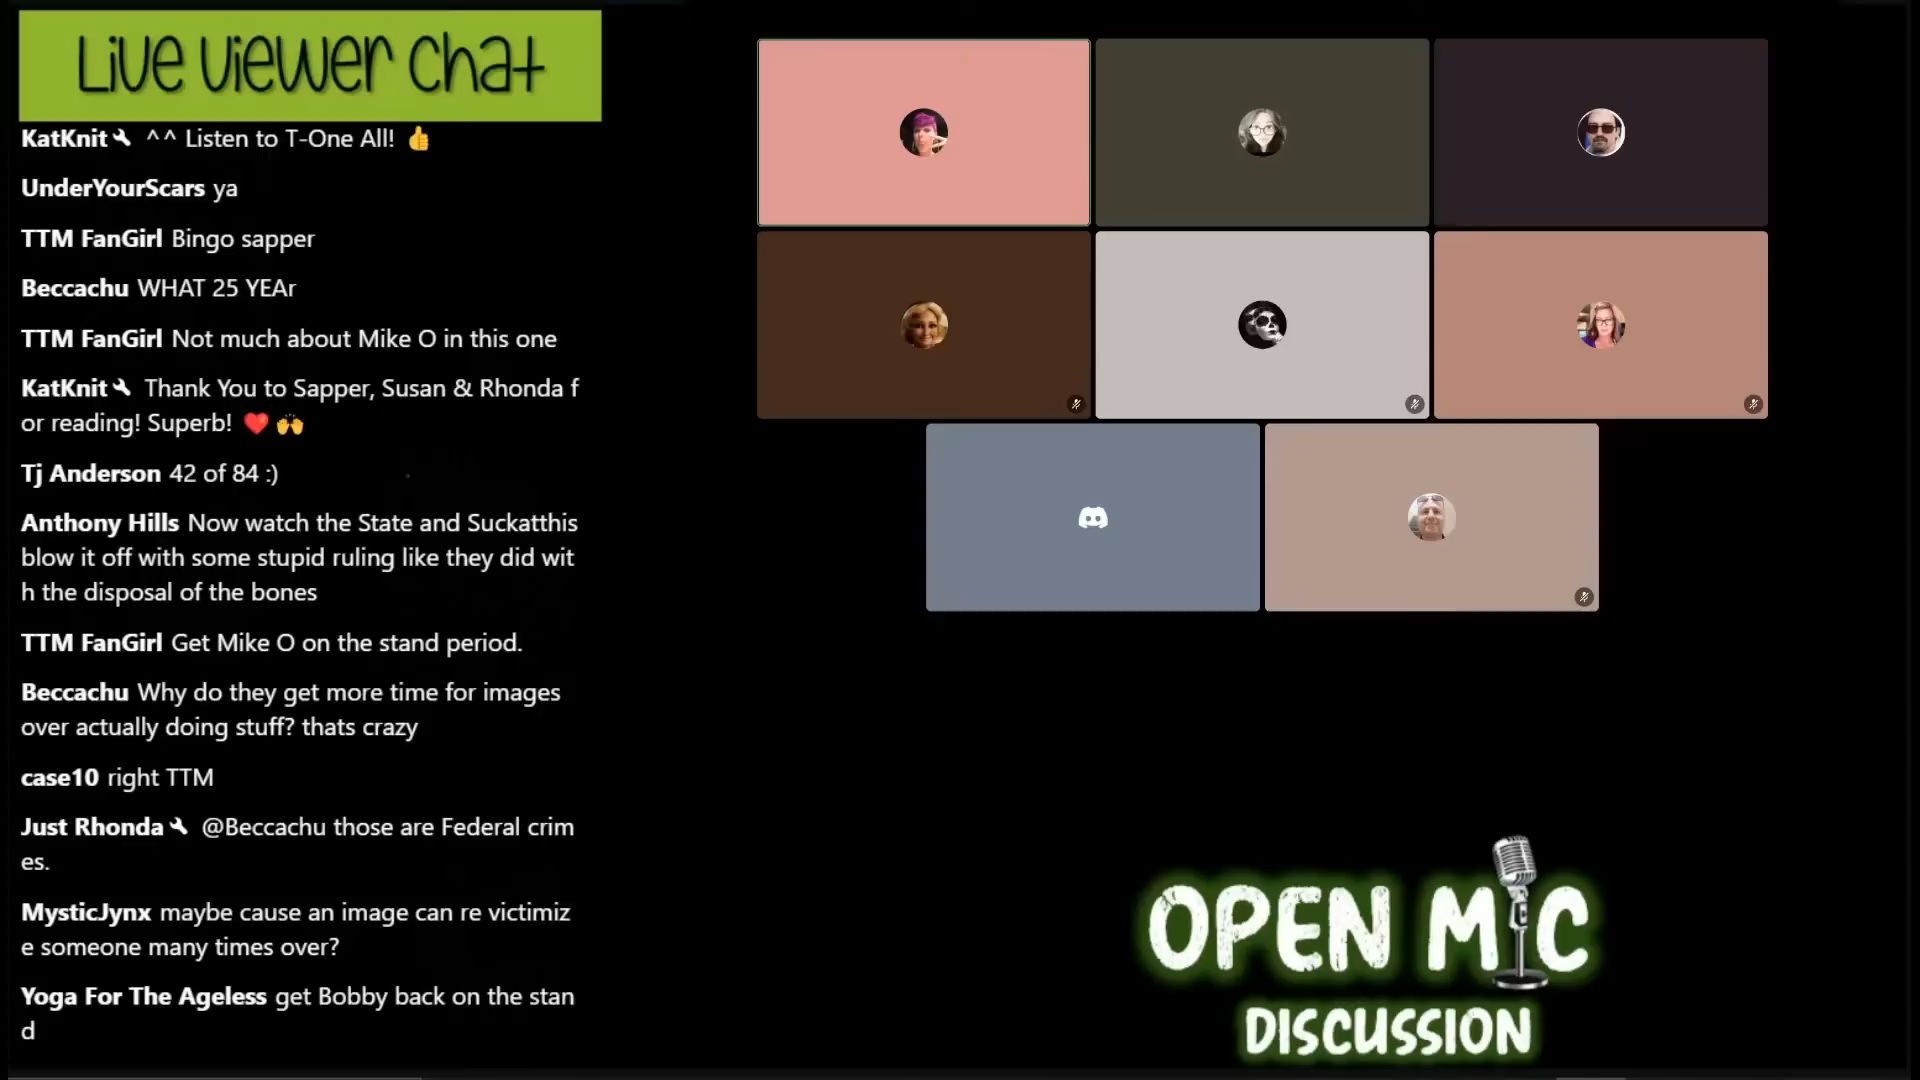 Live Viewer Chat
KatKnit ^^ Listen to T-One All! 👍
UnderYourScars ya
TTM FanGirl Bingo sapper
Beccachu WHAT 25 YEAr
TTM FanGirl Not much about Mike O in this one
KatKnit Thank You to Sapper, Susan & Rhonda f
or reading! Superb! ❤️ 🙌
Tj Anderson 42 of 84 :)
Anthony Hills Now watch the State and Suckatthis
blow it off with some stupid ruling like they did wit
h the disposal of the bones
TTM FanGirl Get Mike O on the stand period.
Beccachu Why do they get more time for images
over actually doing stuff? thats crazy
case10 right TTM
Just Rhonda @Beccachu those are Federal crim
es.
MysticJynx maybe cause an image can re victimiz
e someone many times over?
Yoga For The Ageless get Bobby back on the stan
d
OPEN MIC
DISCUSSION